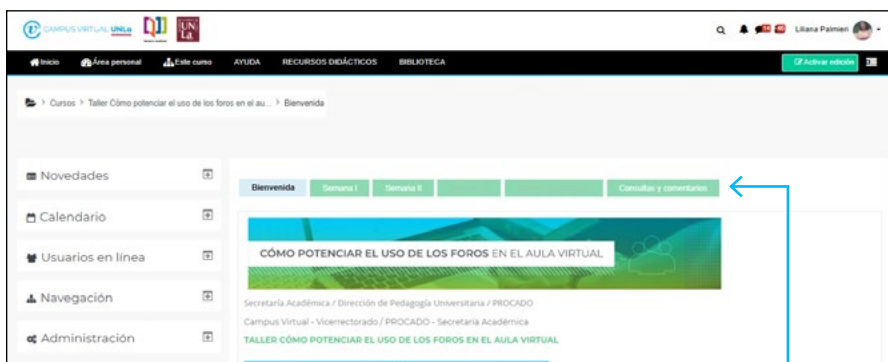 CAMPUS VIRTUAL UNLa
UN
La
Liliana Palmieri
Inicio Área personal Este curso AYUDA RECURSOS DIDÁCTICOS BIBLIOTECA Activar edición
Cursos > Taller Cómo potenciar el uso de los foros en el au... > Bienvenida
Novedades
Bienvenida Semana I Semana II Consultas y comentarios
Calendario
Usuarios en línea
CÓMO POTENCIAR EL USO DE LOS FOROS EN EL AULA VIRTUAL
Navegación
Secretaría Académica / Dirección de Pedagogía Universitaria / PROCADO
Campus Virtual - Vicerrectorado / PROCADO - Secretaría Académica
Administración
TALLER CÓMO POTENCIAR EL USO DE LOS FOROS EN EL AULA VIRTUAL